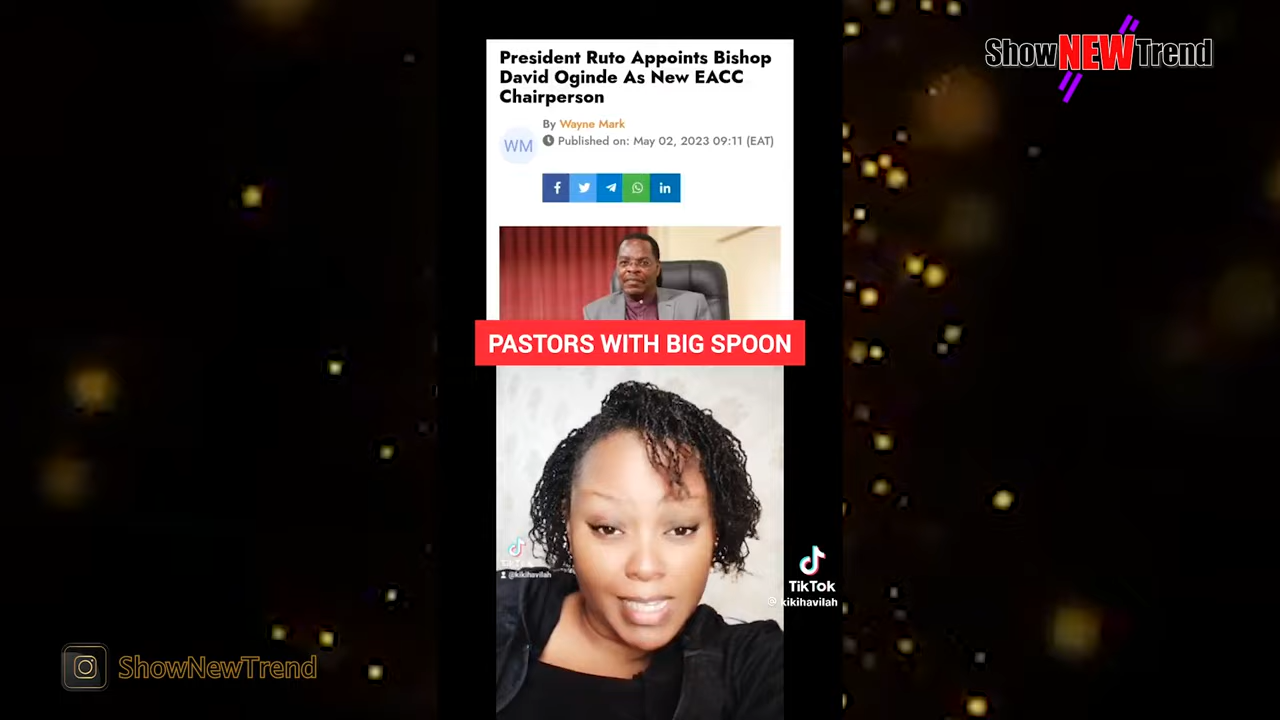 ShowNEWTrend
President Ruto Appoints Bishop
David Oginde As New EACC
Chairperson
WM
By Wayne Mark
Published on: May 02, 2023 09:11 (EAT)
PASTORS WITH BIG SPOON
@kikihavilah
TikTok
@kikihavilah
ShowNewTrend